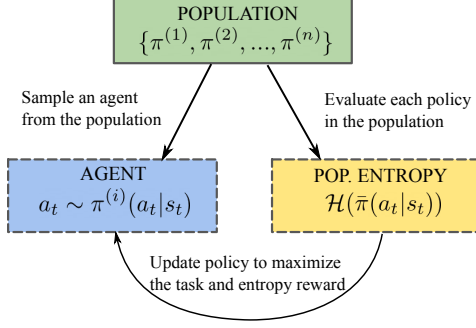 POPULATION
{π^(1), π^(2), ..., π^(n)}
Sample an agent
from the population
Evaluate each policy
in the population
AGENT
a_t ~ π^(i)(a_t|s_t)
POP. ENTROPY
ℋ(π̄(a_t|s_t))
Update policy to maximize
the task and entropy reward